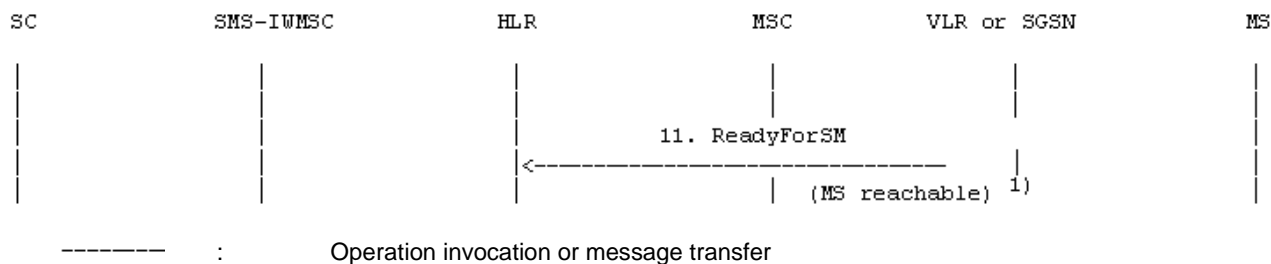 SC SMS-IWMSC HLR MSC VLR or SGSN MS
11. ReadyForSM
(MS reachable) 1)
: Operation invocation or message transfer